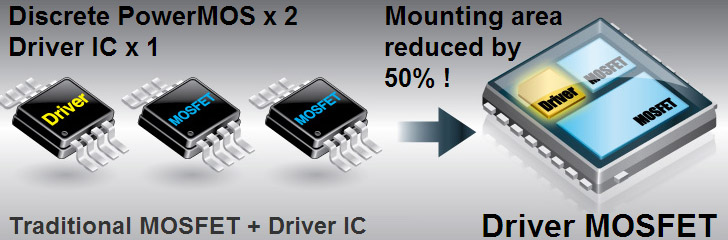 Discrete PowerMOS x 2
Driver IC x 1
Mounting area
reduced by
50% !
Driver
MOSFET
MOSFET
Driver
MOSFET
MOSFET
Traditional MOSFET + Driver IC
Driver MOSFET